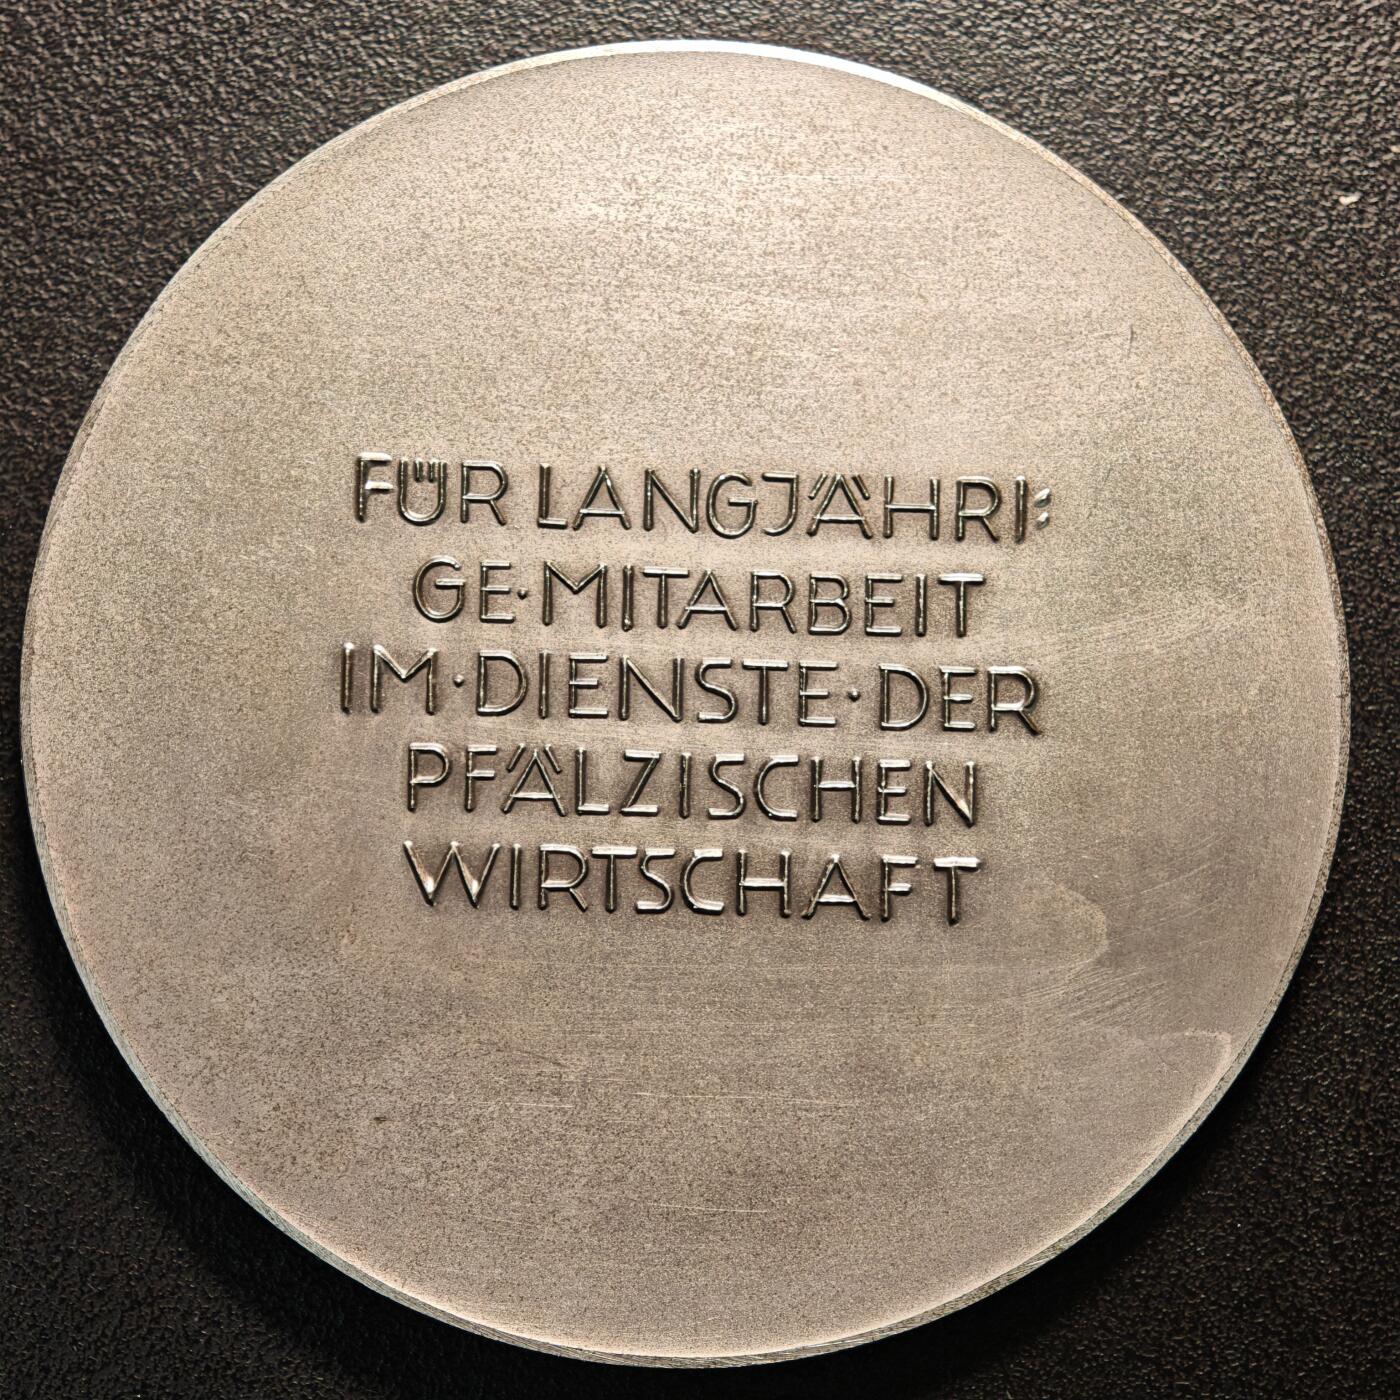 FÜR LANGJÄHRI:
GE·MITARBEIT
IM·DIENSTE·DER
PFÄLZISCHEN
WIRTSCHAFT